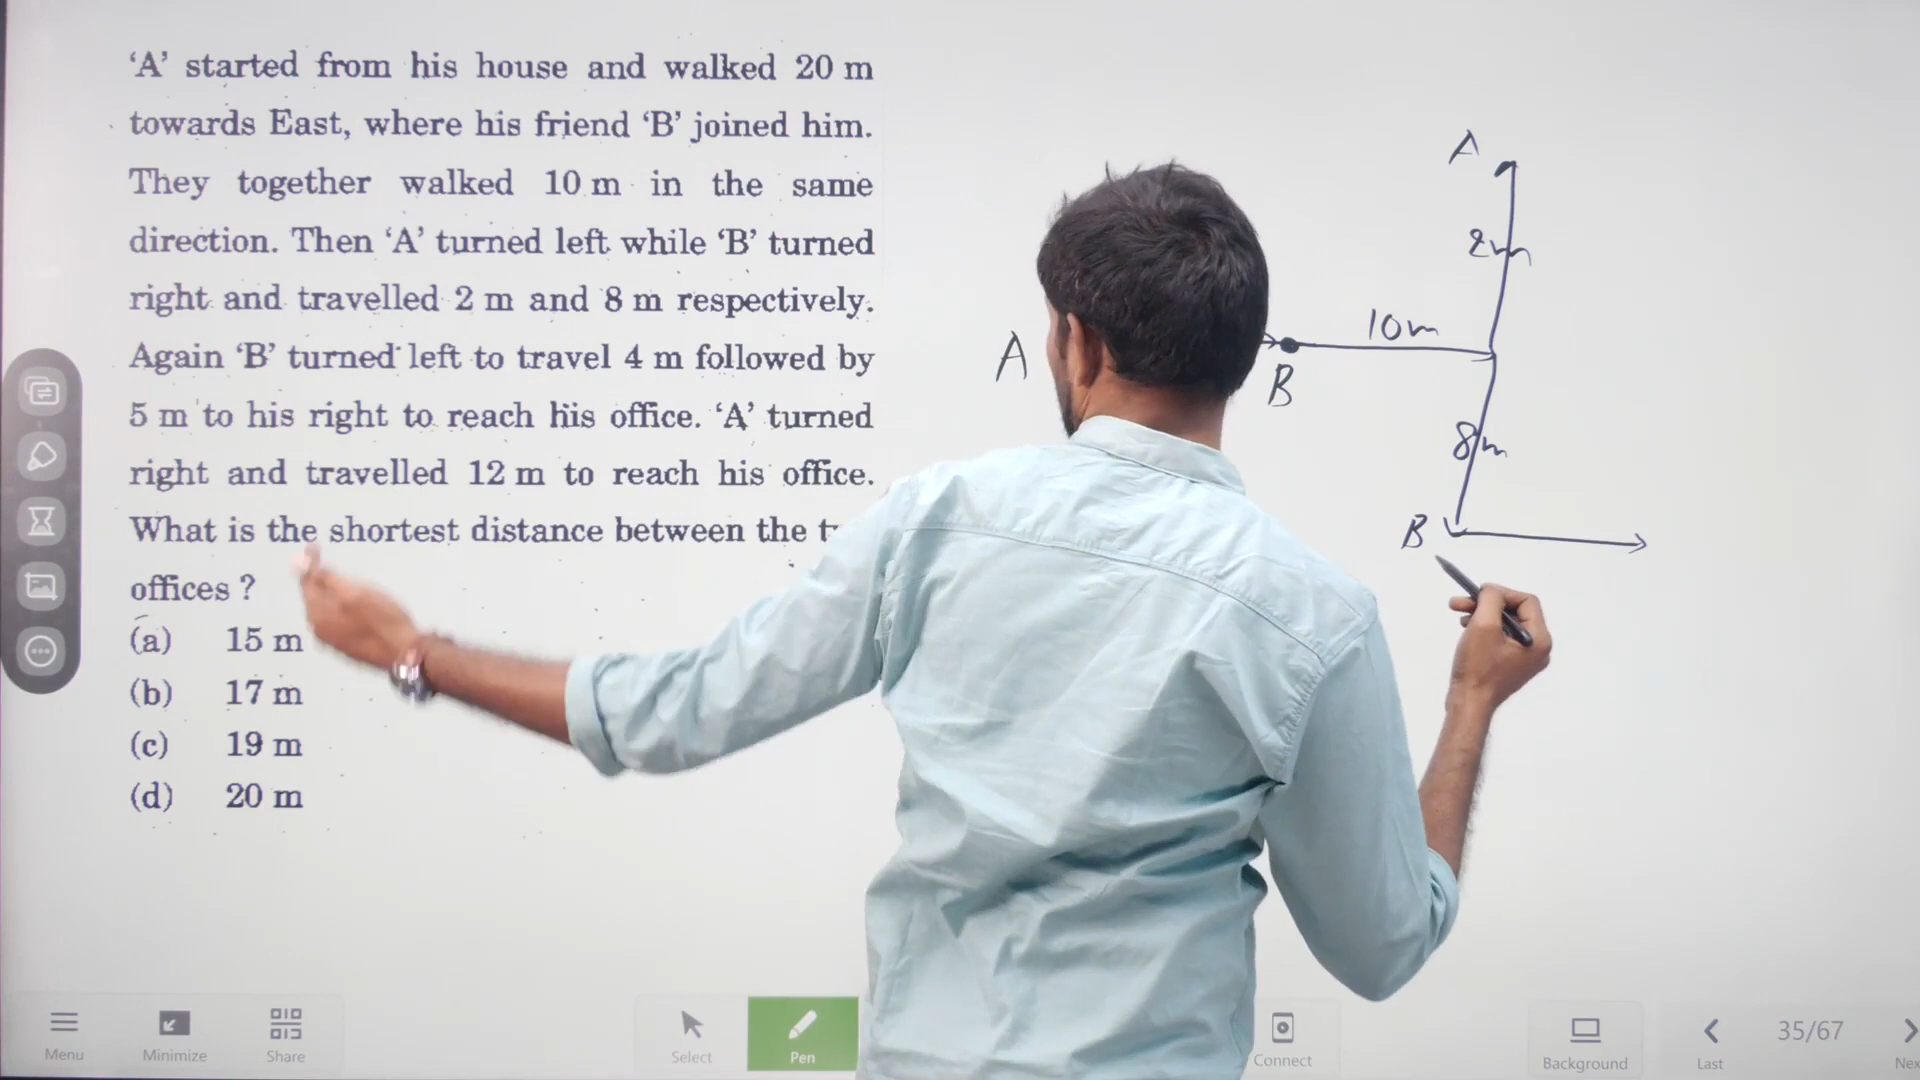 ‘A’ started from his house and walked 20 m
towards East, where his friend ‘B’ joined him.
They together walked 10 m in the same
direction. Then ‘A’ turned left while ‘B’ turned
right and travelled 2 m and 8 m respectively.
Again ‘B’ turned left to travel 4 m followed by
5 m to his right to reach his office. ‘A’ turned
right and travelled 12 m to reach his office.
What is the shortest distance between the
offices ?
(a) 15 m
(b) 17 m
(c) 19 m
(d) 20 m
A
2m
10m
A
B
8m
B
Menu
Minimize
Share
Select
Pen
Connect
Background
Last
35/67